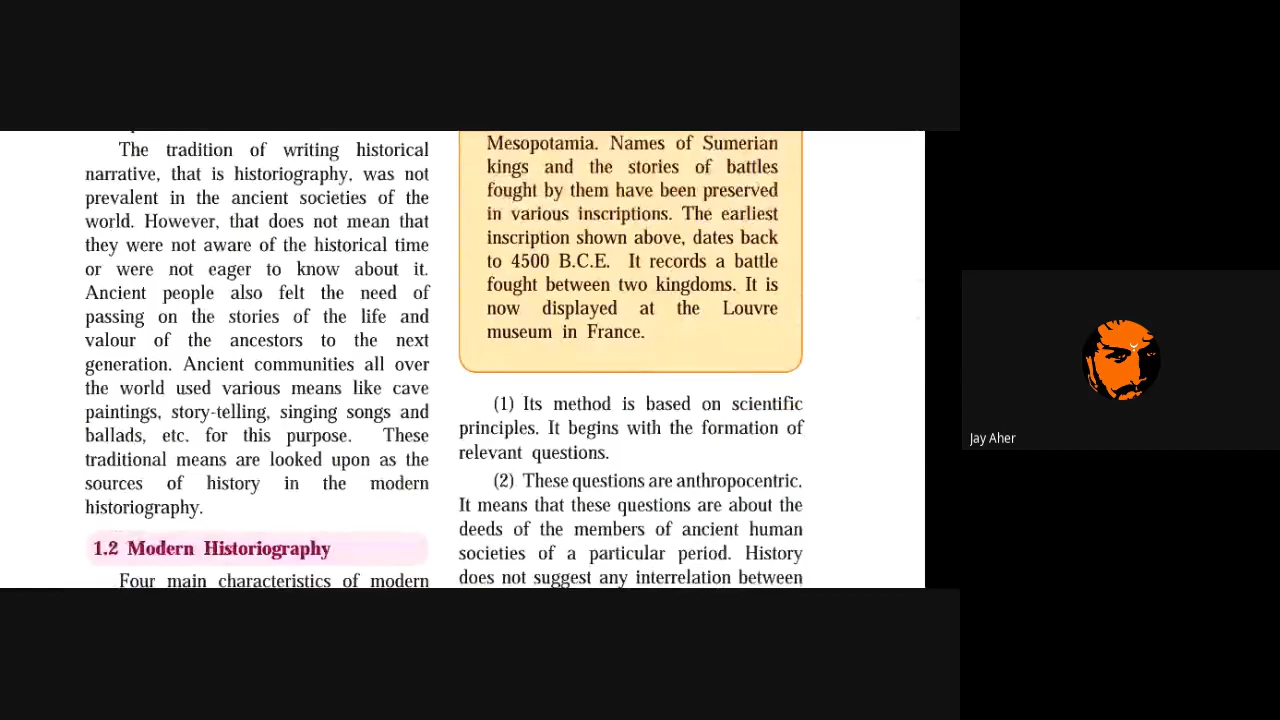 The tradition of writing historical
narrative, that is historiography, was not
prevalent in the ancient societies of the
world. However, that does not mean that
they were not aware of the historical time
or were not eager to know about it.
Ancient people also felt the need of
passing on the stories of the life and
valour of the ancestors to the next
generation. Ancient communities all over
the world used various means like cave
paintings, story-telling, singing songs and
ballads, etc. for this purpose. These
traditional means are looked upon as the
sources of history in the modern
historiography.
1.2 Modern Historiography
Four main characteristics of modern
Mesopotamia. Names of Sumerian
kings and the stories of battles
fought by them have been preserved
in various inscriptions. The earliest
inscription shown above, dates back
to 4500 B.C.E. It records a battle
fought between two kingdoms. It is
now displayed at the Louvre
museum in France.
(1) Its method is based on scientific
principles. It begins with the formation of
relevant questions.
(2) These questions are anthropocentric.
It means that these questions are about the
deeds of the members of ancient human
societies of a particular period. History
does not suggest any interrelation between
Jay Aher